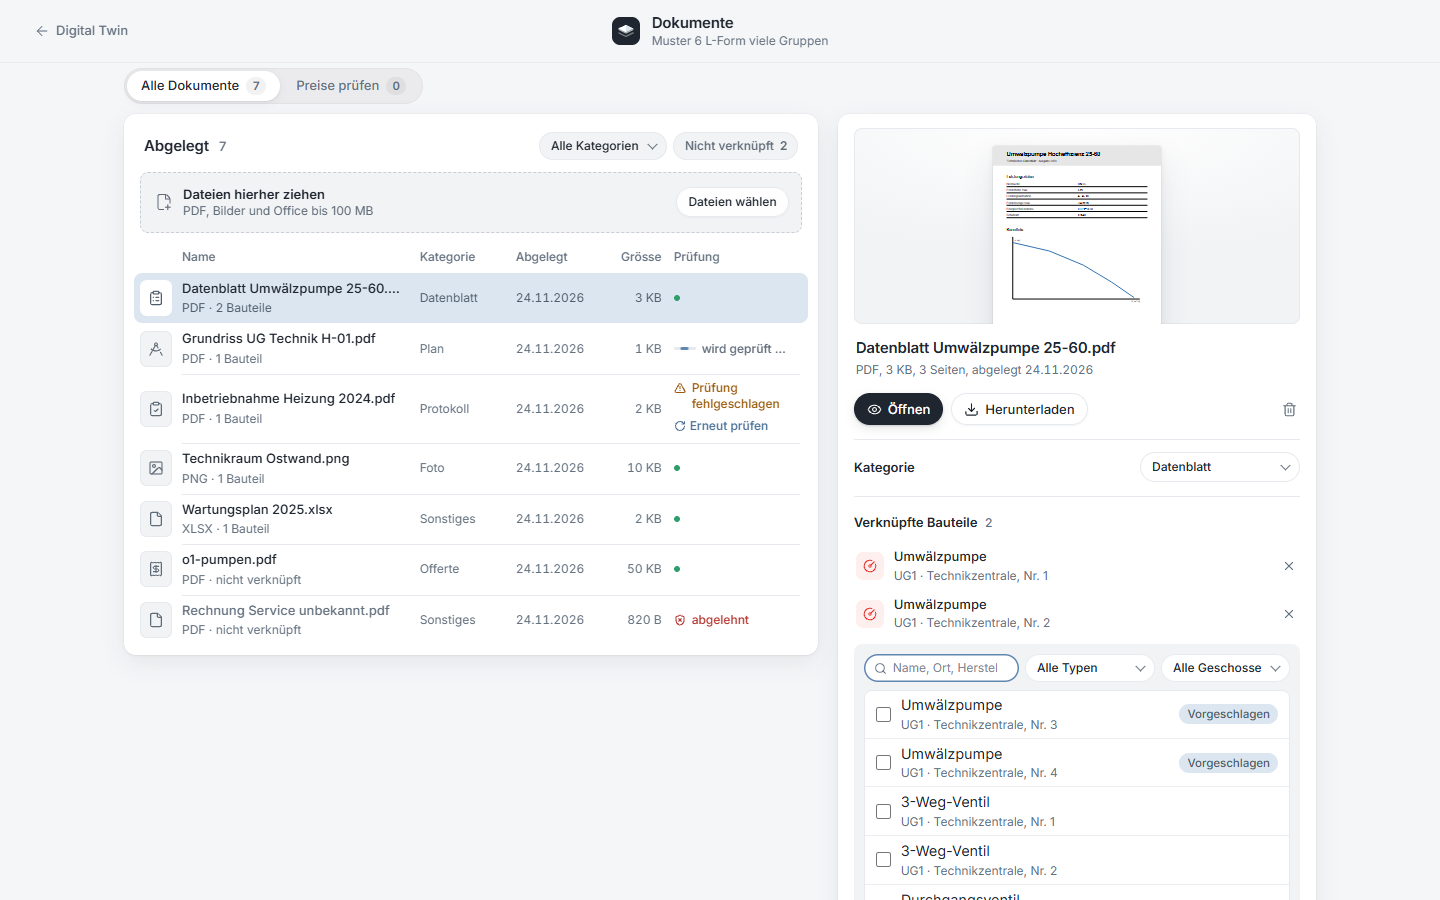 Digital Twin
Dokumente
Muster 6 L-Form viele Gruppen
Alle Dokumente 7
Preise prüfen 0
Abgelegt 7
Alle Kategorien
Nicht verknüpft 2
Dateien hierher ziehen
PDF, Bilder und Office bis 100 MB
Dateien wählen
Name Kategorie Abgelegt Grösse Prüfung
Datenblatt Umwälzpumpe 25-60....
PDF · 2 Bauteile
Datenblatt 24.11.2026 3 KB
Grundriss UG Technik H-01.pdf
PDF · 1 Bauteil
Plan 24.11.2026 1 KB wird geprüft ...
Inbetriebnahme Heizung 2024.pdf
PDF · 1 Bauteil
Protokoll 24.11.2026 2 KB
Prüfung
fehlgeschlagen
Erneut prüfen
Technikraum Ostwand.png
PNG · 1 Bauteil
Foto 24.11.2026 10 KB
Wartungsplan 2025.xlsx
XLSX · 1 Bauteil
Sonstiges 24.11.2026 2 KB
o1-pumpen.pdf
PDF · nicht verknüpft
Offerte 24.11.2026 50 KB
Rechnung Service unbekannt.pdf
PDF · nicht verknüpft
Sonstiges 24.11.2026 820 B abgelehnt
Umwälzpumpe Hocheffizienz 25-60
Datenblatt Umwälzpumpe 25-60.pdf
PDF, 3 KB, 3 Seiten, abgelegt 24.11.2026
Öffnen
Herunterladen
Kategorie
Datenblatt
Verknüpfte Bauteile 2
Umwälzpumpe
UG1 · Technikzentrale, Nr. 1
Umwälzpumpe
UG1 · Technikzentrale, Nr. 2
Name, Ort, Herstel
Alle Typen
Alle Geschosse
Umwälzpumpe
UG1 · Technikzentrale, Nr. 3
Vorgeschlagen
Umwälzpumpe
UG1 · Technikzentrale, Nr. 4
Vorgeschlagen
3-Weg-Ventil
UG1 · Technikzentrale, Nr. 1
3-Weg-Ventil
UG1 · Technikzentrale, Nr. 2
Durchgangsventil